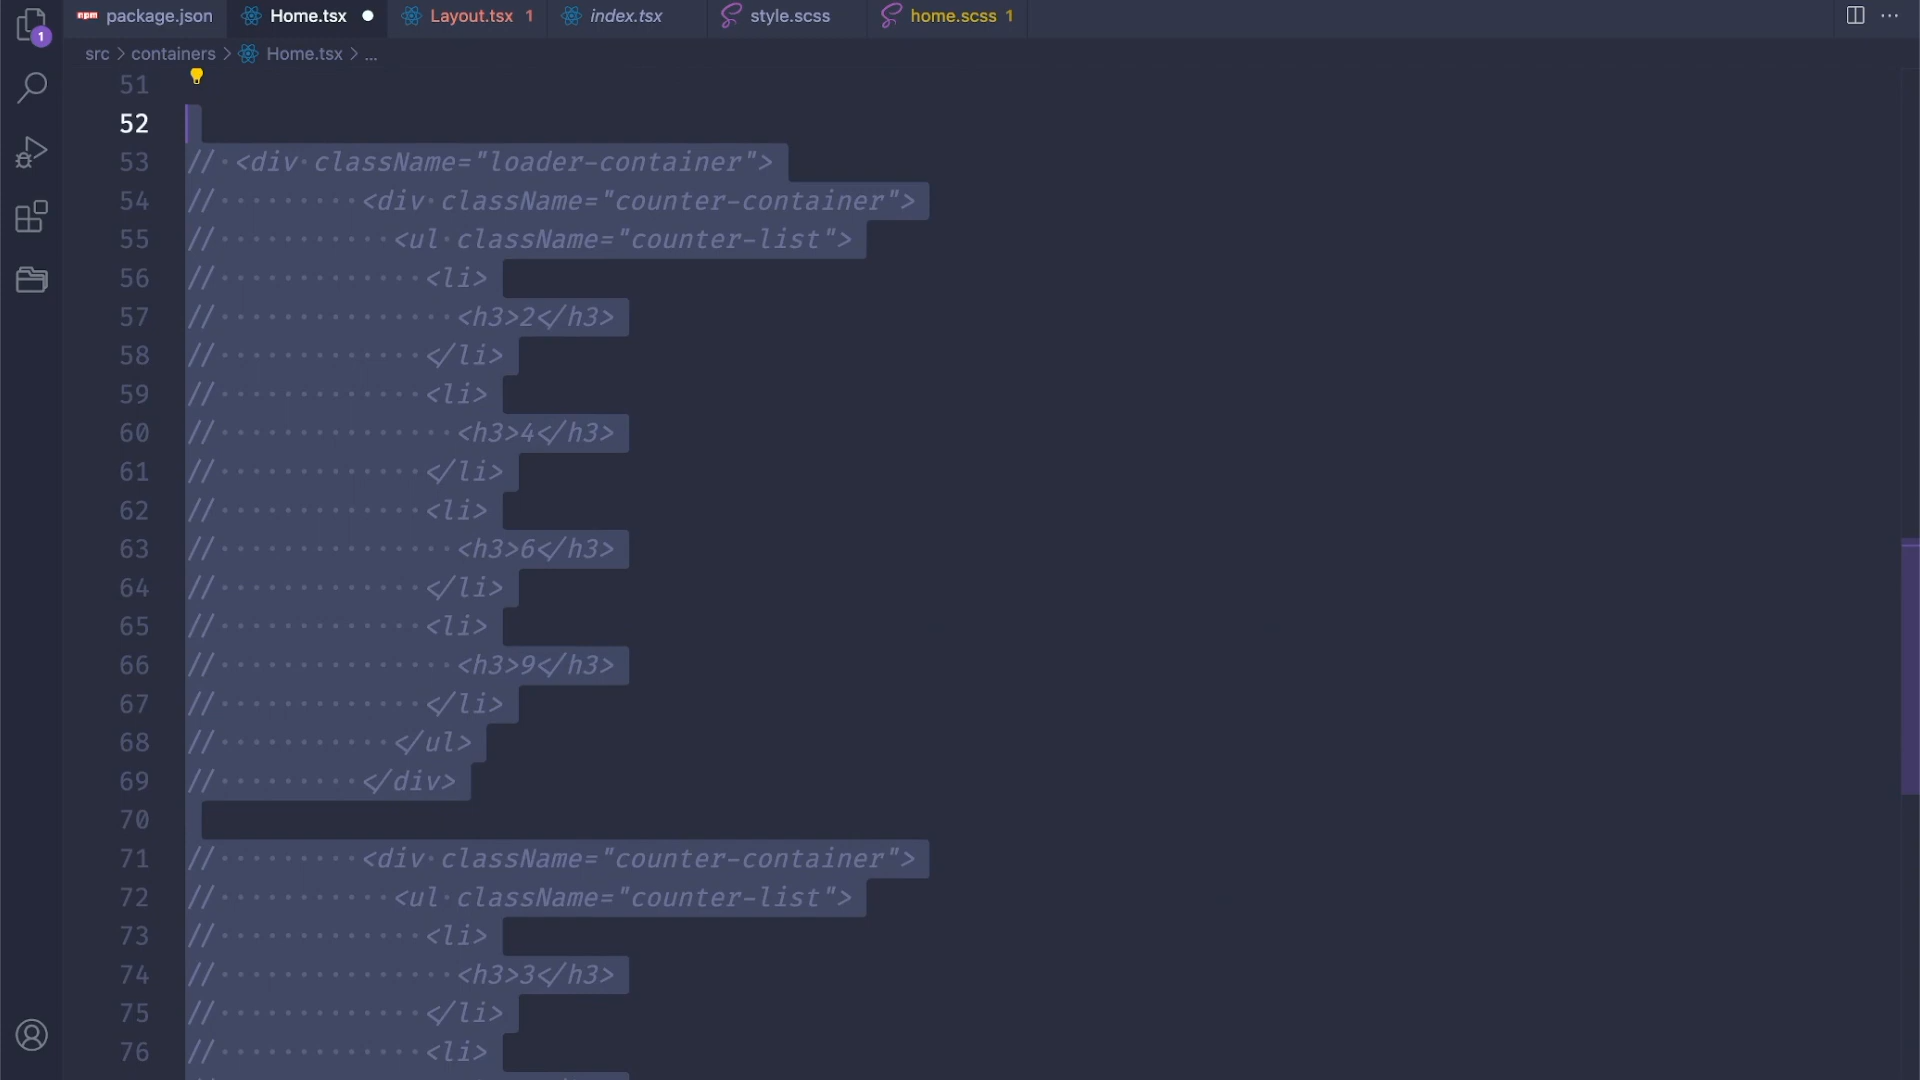 package.json
Home.tsx
Layout.tsx 1
index.tsx
style.scss
home.scss 1
1
src > containers > Home.tsx > ...
51
52
53 // <div className="loader-container">
54 // <div className="counter-container">
55 // <ul className="counter-list">
56 // <li>
57 // <h3>2</h3>
58 // </li>
59 // <li>
60 // <h3>4</h3>
61 // </li>
62 // <li>
63 // <h3>6</h3>
64 // </li>
65 // <li>
66 // <h3>9</h3>
67 // </li>
68 // </ul>
69 // </div>
70
71 // <div className="counter-container">
72 // <ul className="counter-list">
73 // <li>
74 // <h3>3</h3>
75 // </li>
76 // <li>